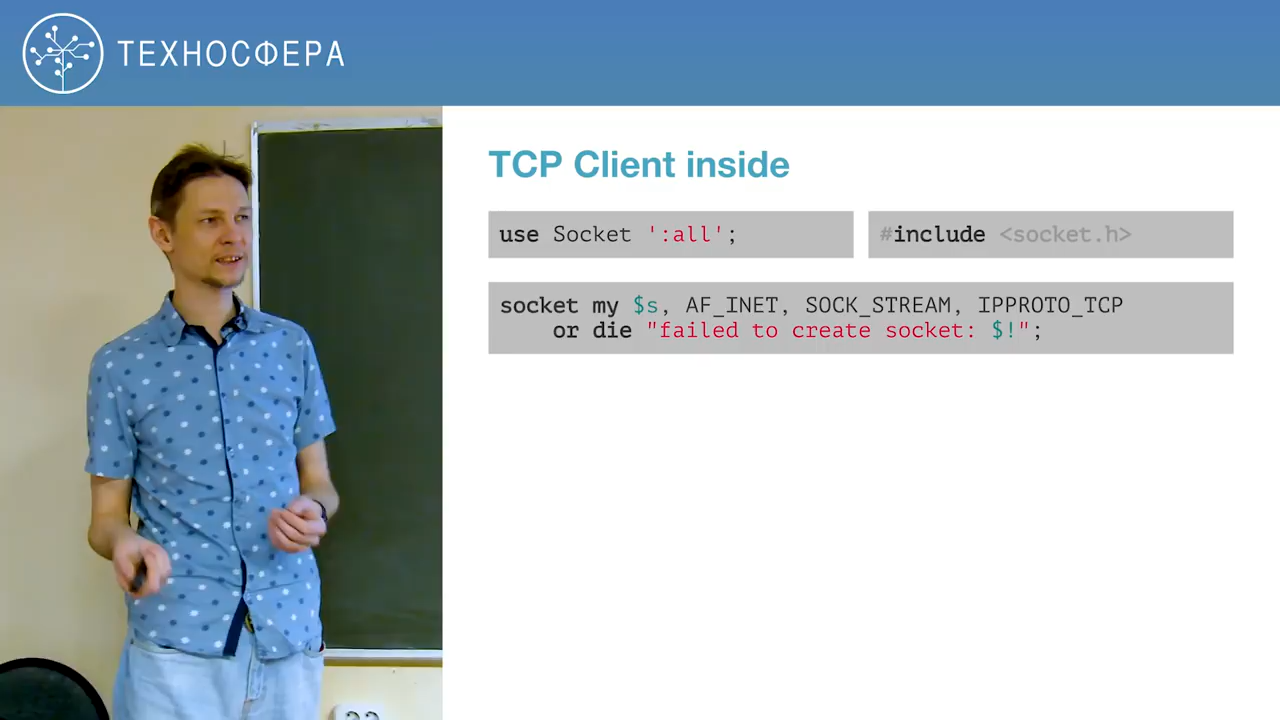 ТЕХНОСФЕРА
TCP Client inside
use Socket ':all';
#include <socket.h>
socket my $s, AF_INET, SOCK_STREAM, IPPROTO_TCP
or die "failed to create socket: $!";